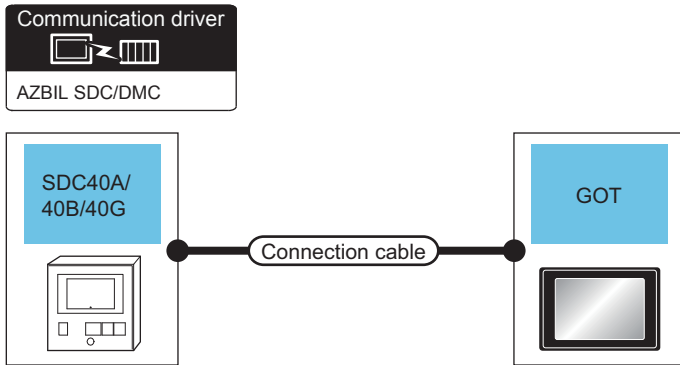 Communication driver
AZBIL SDC/DMC
SDC40A/
40B/40G
Connection cable
GOT